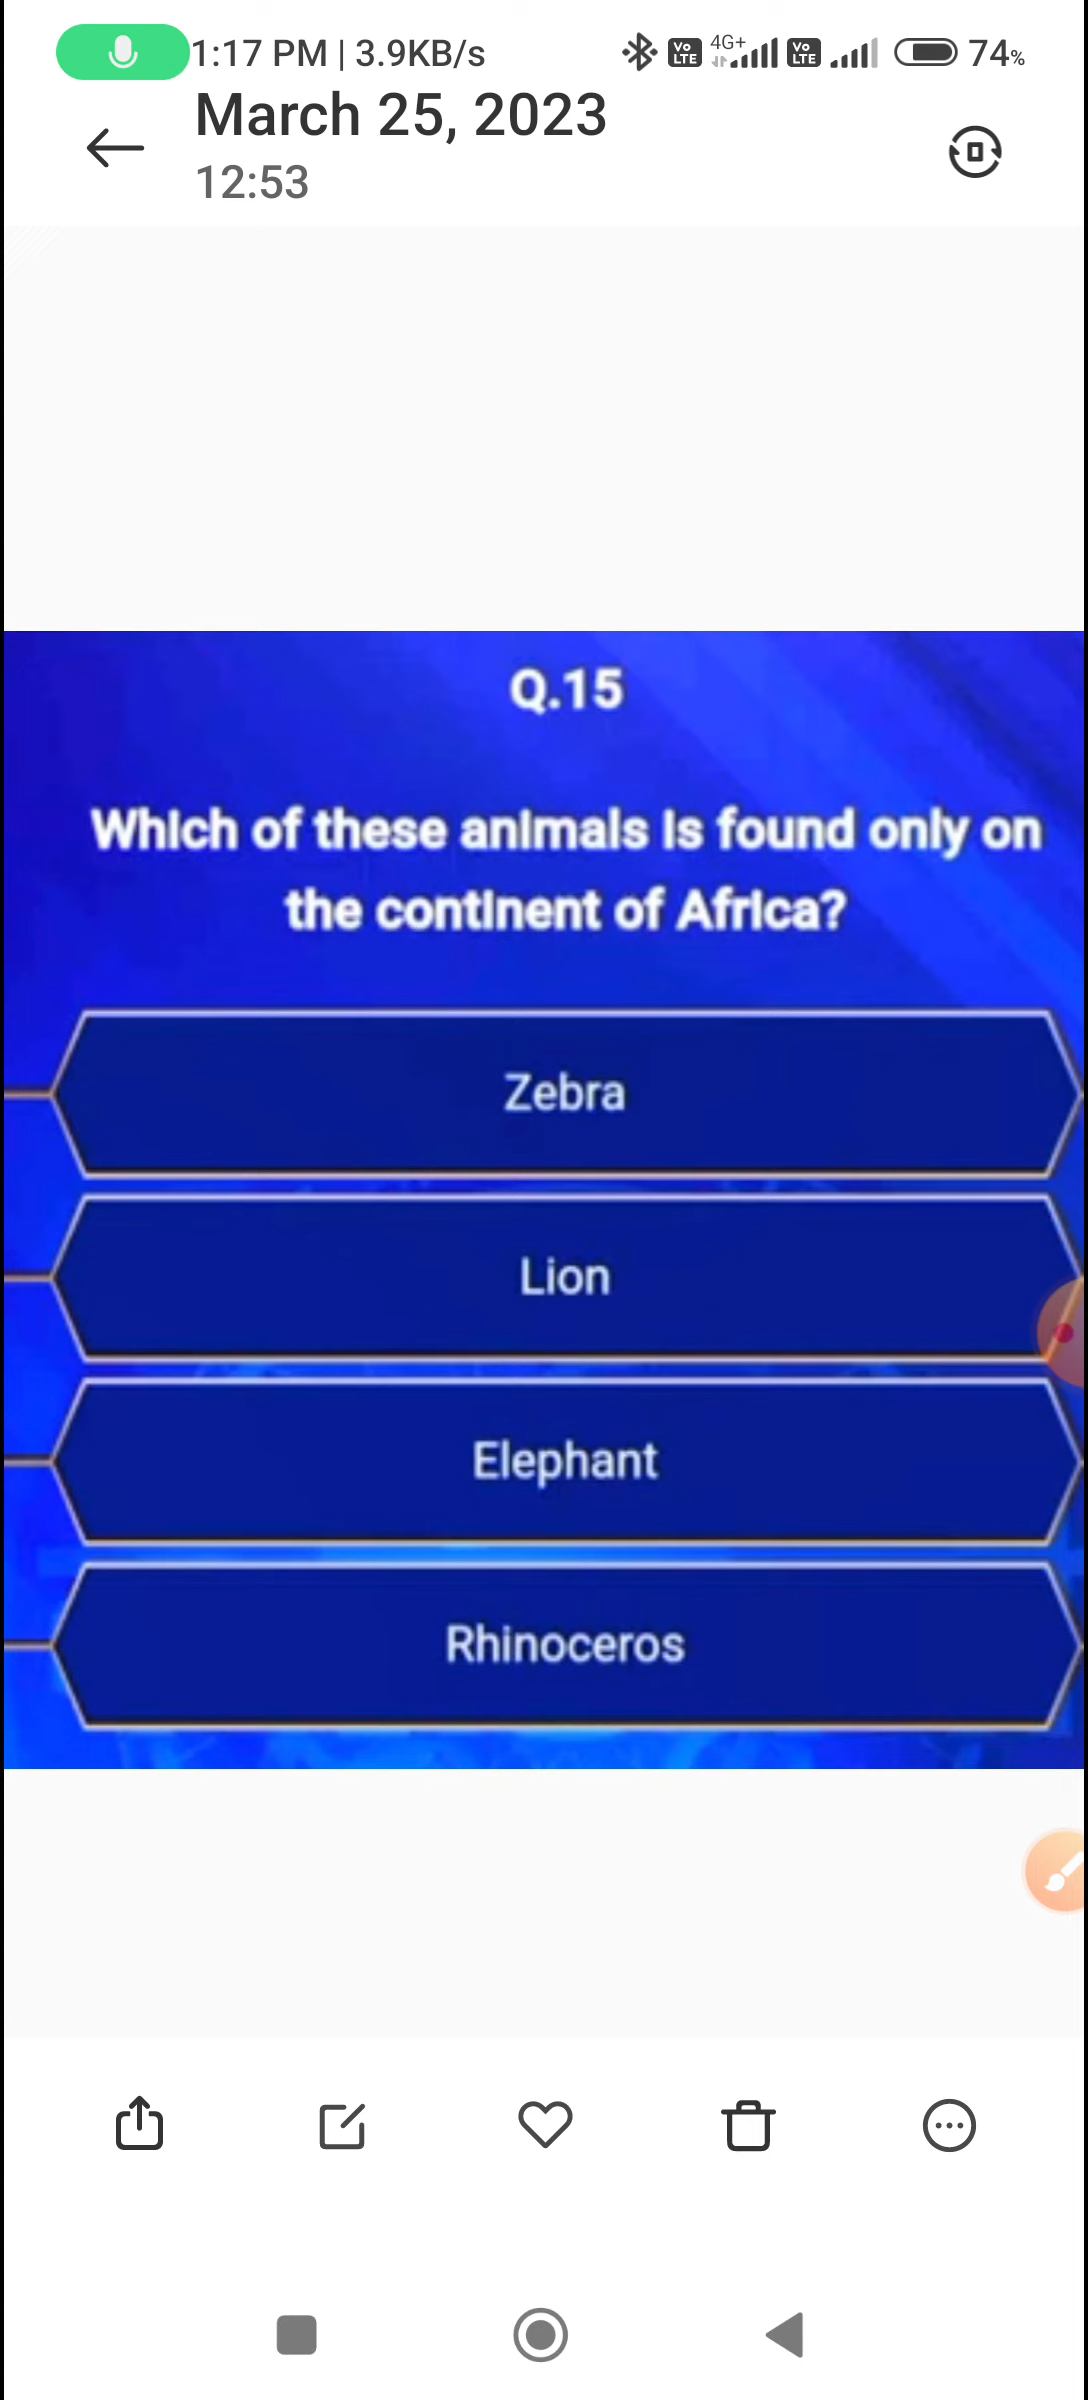 1:17 PM | 3.9KB/s 4G+ 74%
March 25, 2023
12:53
Q.15
Which of these animals is found only on
the continent of Africa?
Zebra
Lion
Elephant
Rhinoceros